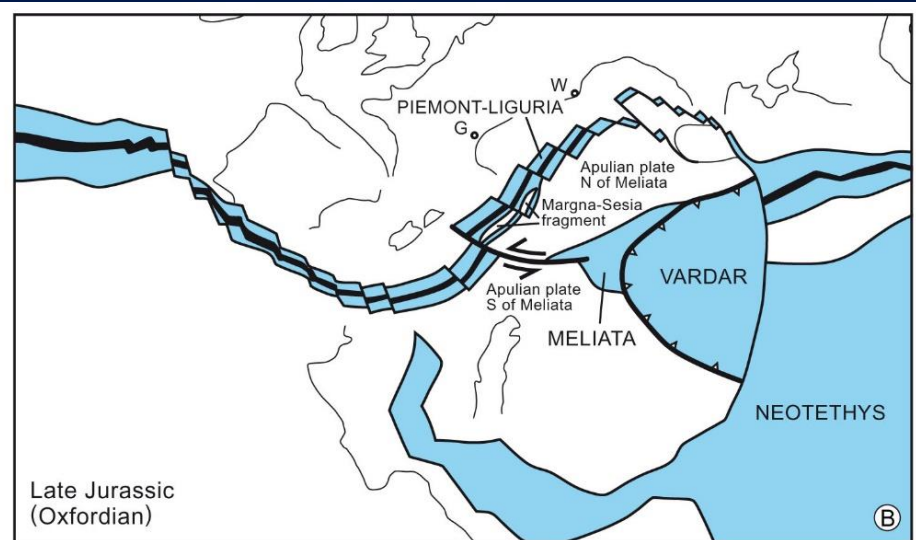 W
PIEMONT-LIGURIA
G
Apulian plate
N of Meliata
Margna-Sesia
fragment
VARDAR
Apulian plate
S of Meliata
MELIATA
NEOTETHYS
Late Jurassic
(Oxfordian)
B